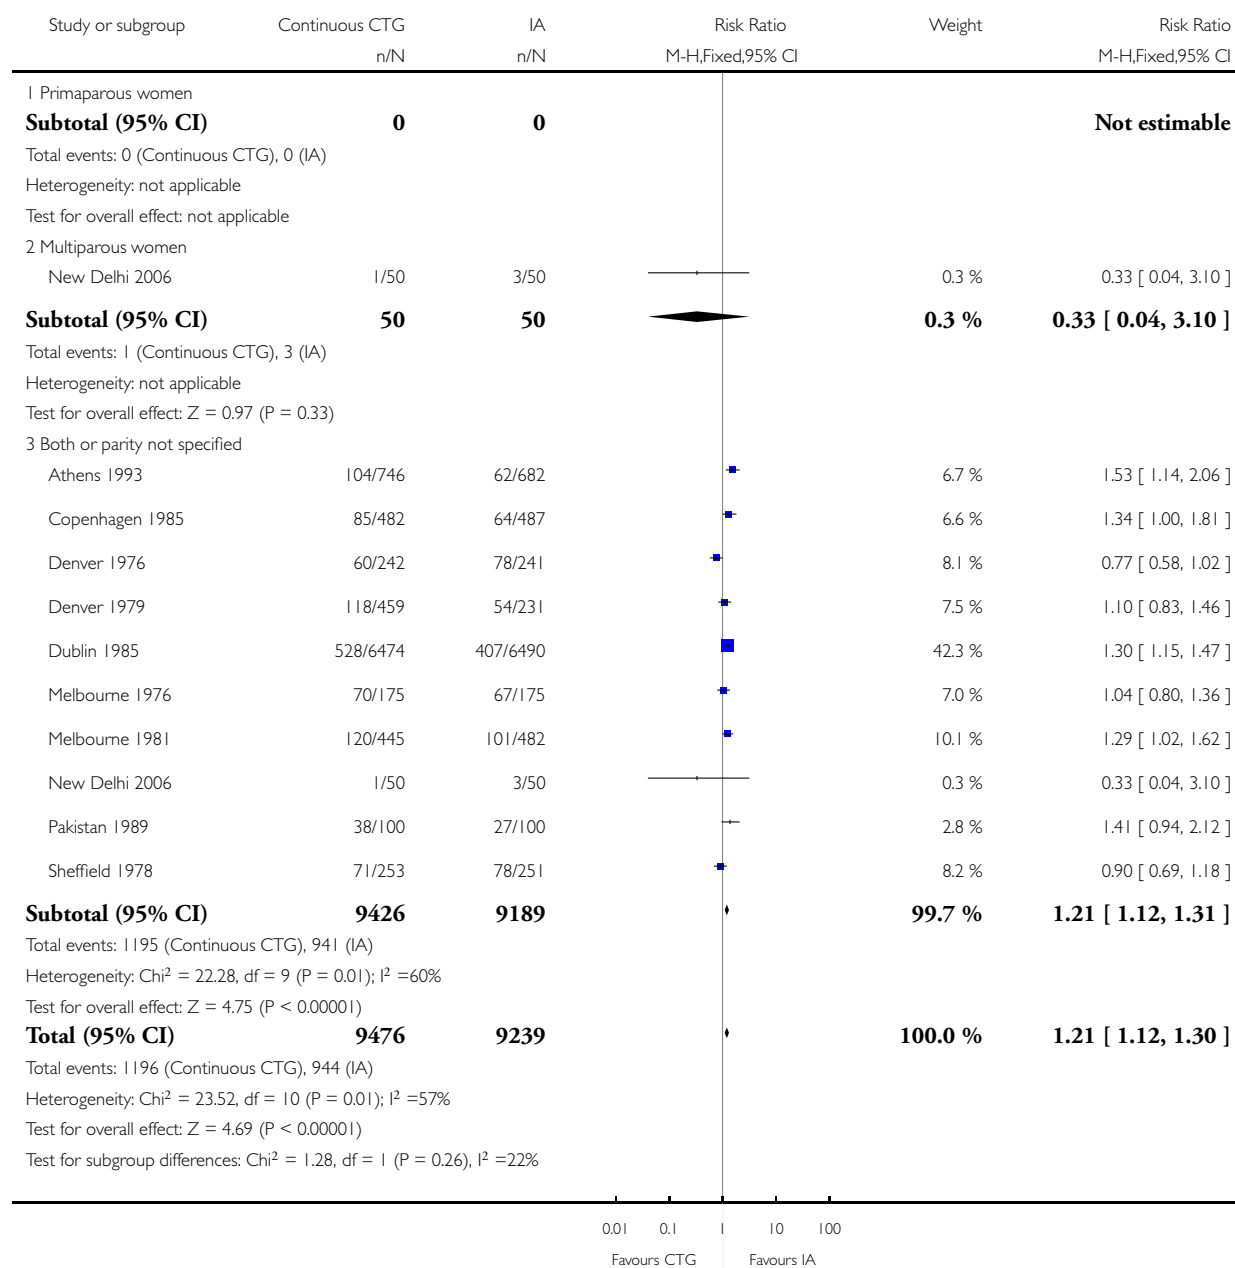 Study or subgroup Continuous CTG IA Risk Ratio Weight Risk Ratio
n/N n/N M-H,Fixed,95% CI M-H,Fixed,95% CI
1 Primaparous women
Subtotal (95% CI) 0 0 Not estimable
Total events: 0 (Continuous CTG), 0 (IA)
Heterogeneity: not applicable
Test for overall effect: not applicable
2 Multiparous women
New Delhi 2006 1/50 3/50 0.3 % 0.33 [ 0.04, 3.10 ]
Subtotal (95% CI) 50 50 0.3 % 0.33 [ 0.04, 3.10 ]
Total events: 1 (Continuous CTG), 3 (IA)
Heterogeneity: not applicable
Test for overall effect: Z = 0.97 (P = 0.33)
3 Both or parity not specified
Athens 1993 104/746 62/682 6.7 % 1.53 [ 1.14, 2.06 ]
Copenhagen 1985 85/482 64/487 6.6 % 1.34 [ 1.00, 1.81 ]
Denver 1976 60/242 78/241 8.1 % 0.77 [ 0.58, 1.02 ]
Denver 1979 118/459 54/231 7.5 % 1.10 [ 0.83, 1.46 ]
Dublin 1985 528/6474 407/6490 42.3 % 1.30 [ 1.15, 1.47 ]
Melbourne 1976 70/175 67/175 7.0 % 1.04 [ 0.80, 1.36 ]
Melbourne 1981 120/445 101/482 10.1 % 1.29 [ 1.02, 1.62 ]
New Delhi 2006 1/50 3/50 0.3 % 0.33 [ 0.04, 3.10 ]
Pakistan 1989 38/100 27/100 2.8 % 1.41 [ 0.94, 2.12 ]
Sheffield 1978 71/253 78/251 8.2 % 0.90 [ 0.69, 1.18 ]
Subtotal (95% CI) 9426 9189 99.7 % 1.21 [ 1.12, 1.31 ]
Total events: 1195 (Continuous CTG), 941 (IA)
Heterogeneity: Chi² = 22.28, df = 9 (P = 0.01); I² =60%
Test for overall effect: Z = 4.75 (P < 0.00001)
Total (95% CI) 9476 9239 100.0 % 1.21 [ 1.12, 1.30 ]
Total events: 1196 (Continuous CTG), 944 (IA)
Heterogeneity: Chi² = 23.52, df = 10 (P = 0.01); I² =57%
Test for overall effect: Z = 4.69 (P < 0.00001)
Test for subgroup differences: Chi² = 1.28, df = 1 (P = 0.26), I² =22%
0.01 0.1 1 10 100
Favours CTG Favours IA